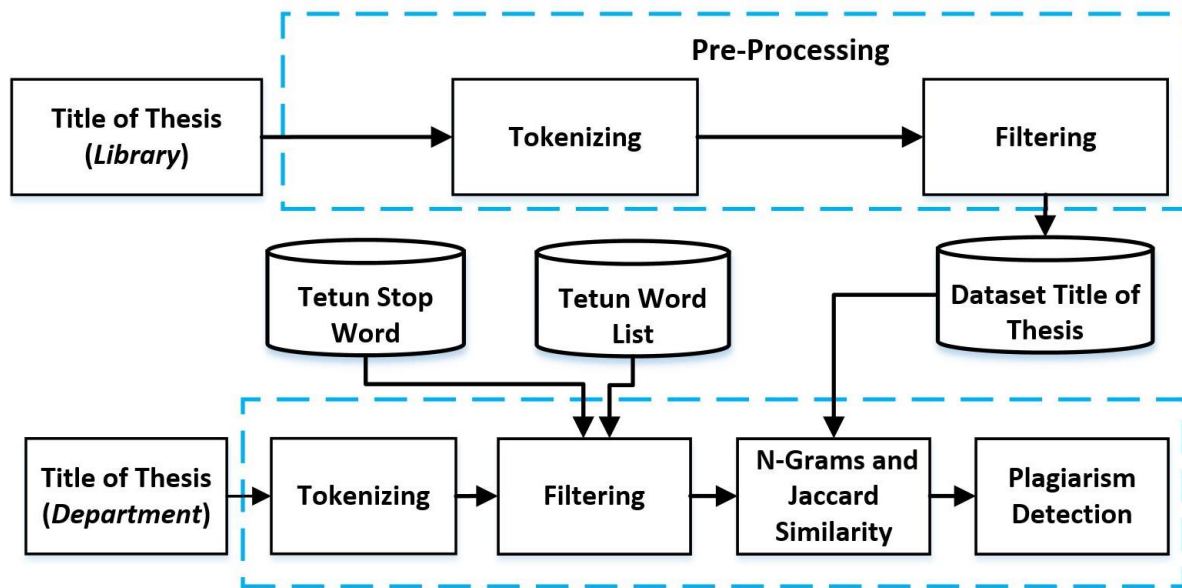 Pre-Processing
Title of Thesis
(Library)
Tokenizing
Filtering
Tetun Stop
Word
Tetun Word
List
Dataset Title of
Thesis
Title of Thesis
(Department)
Tokenizing
Filtering
N-Grams and
Jaccard
Similarity
Plagiarism
Detection